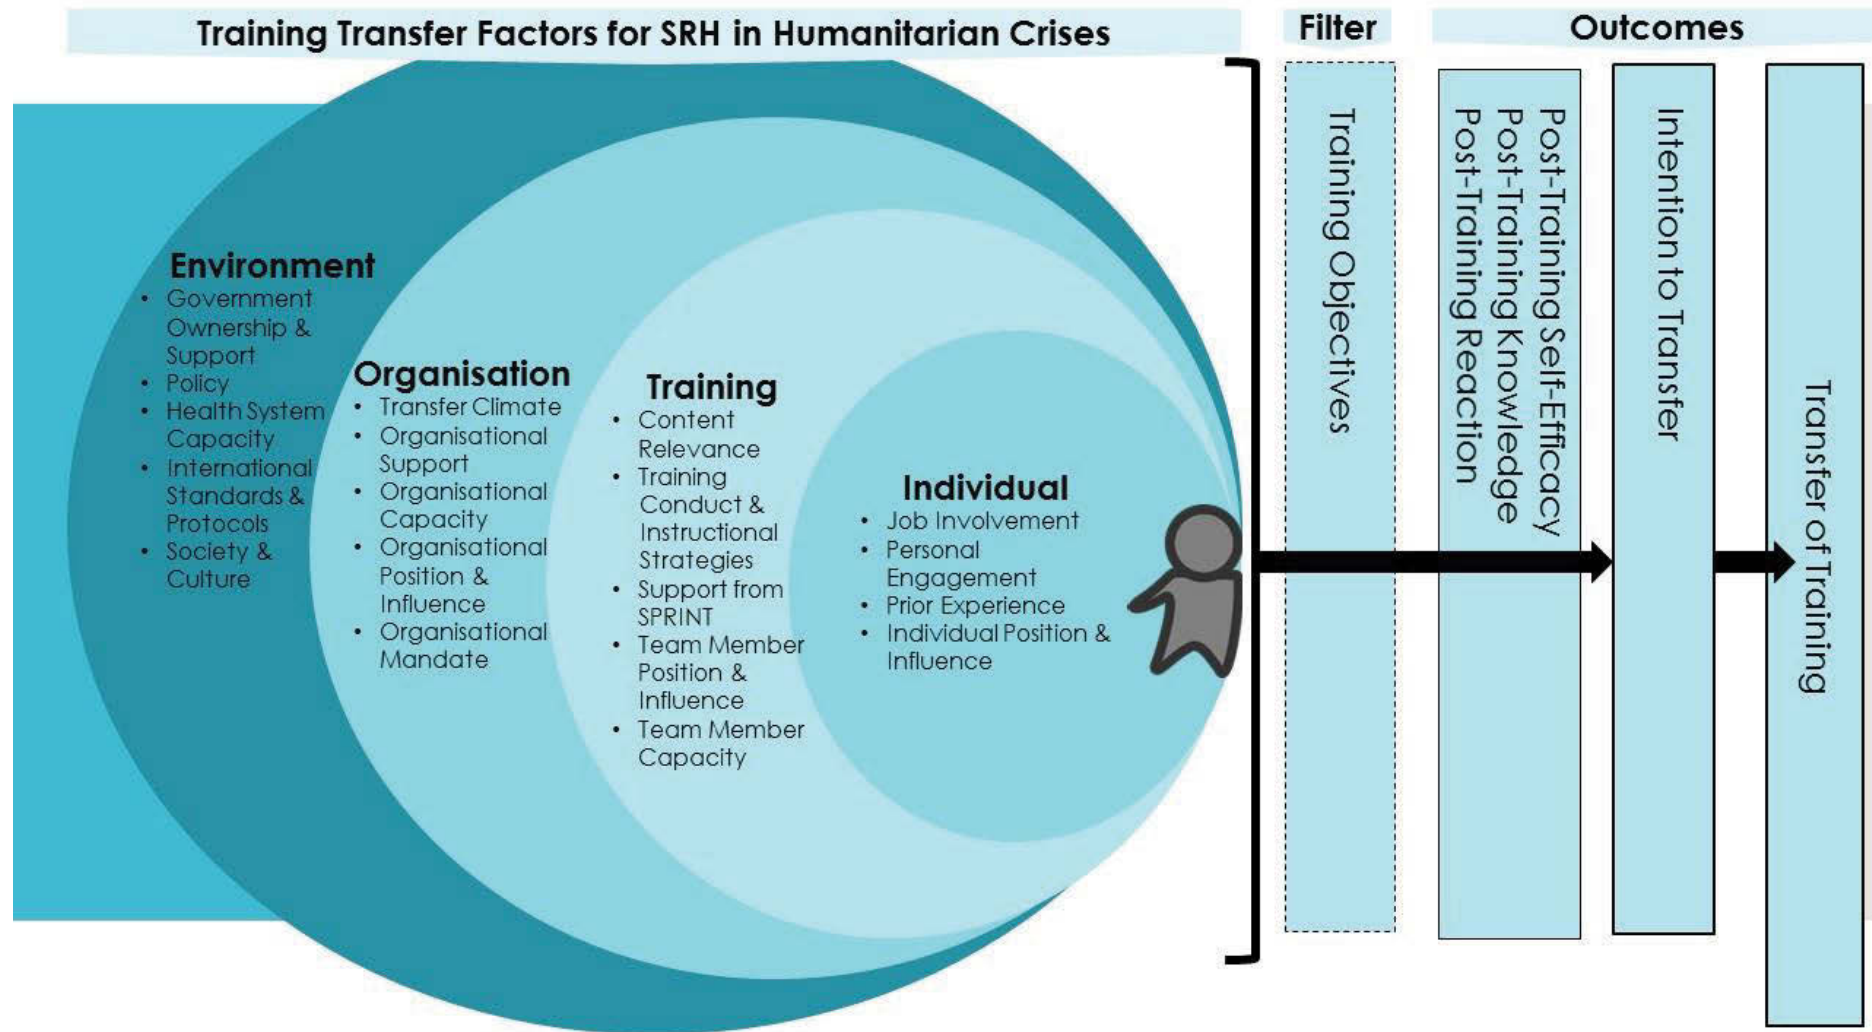 Training Transfer Factors for SRH in Humanitarian Crises
Filter
Outcomes
Environment
• Government
Ownership &
Support
• Policy
• Health System
Capacity
• International
Standards &
Protocols
• Society &
Culture
Organisation
• Transfer Climate
• Organisational
Support
• Organisational
Capacity
• Organisational
Position &
Influence
• Organisational
Mandate
Training
• Content
Relevance
• Training
Conduct &
Instructional
Strategies
• Support from
SPRINT
• Team Member
Position &
Influence
• Team Member
Capacity
Individual
• Job Involvement
• Personal
Engagement
• Prior Experience
• Individual Position &
Influence
Training Objectives
Post-Training Self-Efficacy
Post-Training Knowledge
Post-Training Reaction
Intention to Transfer
Transfer of Training